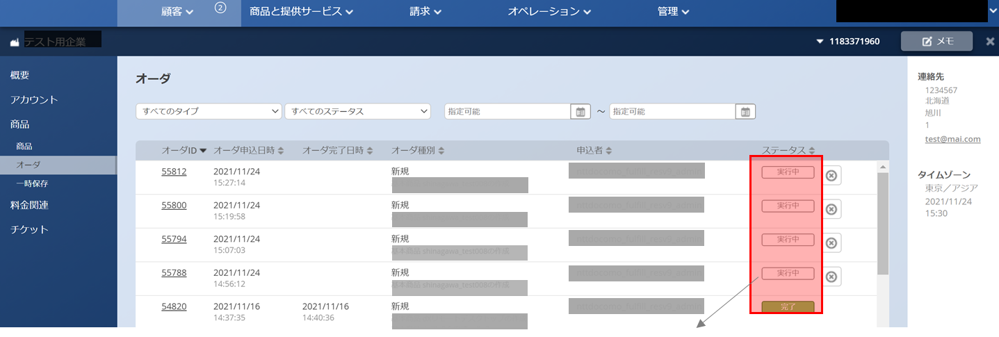 顧客 2 商品と提供サービス 請求 オペレーション 管理
テスト用企業 1183371960 メモ
概要
アカウント
商品
商品
オーダ
一時保存
料金関連
チケット
オーダ
すべてのタイプ すべてのステータス 指定可能 ～ 指定可能
オーダID オーダ申込日時 オーダ完了日時 オーダ種別 申込者 ステータス
55812 2021/11/24 新規 実行中
15:27:14
55800 2021/11/24 新規 実行中
15:19:58
55794 2021/11/24 新規 実行中
15:07:03 基本商品 shinagawa_test008の作成
55788 2021/11/24 新規 実行中
14:56:12 基本商品 shinagawa_test008の作成
54820 2021/11/16 2021/11/16 新規 完了
14:37:35 14:40:36
連絡先
1234567
北海道
旭川
1
test@mai.com
タイムゾーン
東京／アジア
2021/11/24
15:30